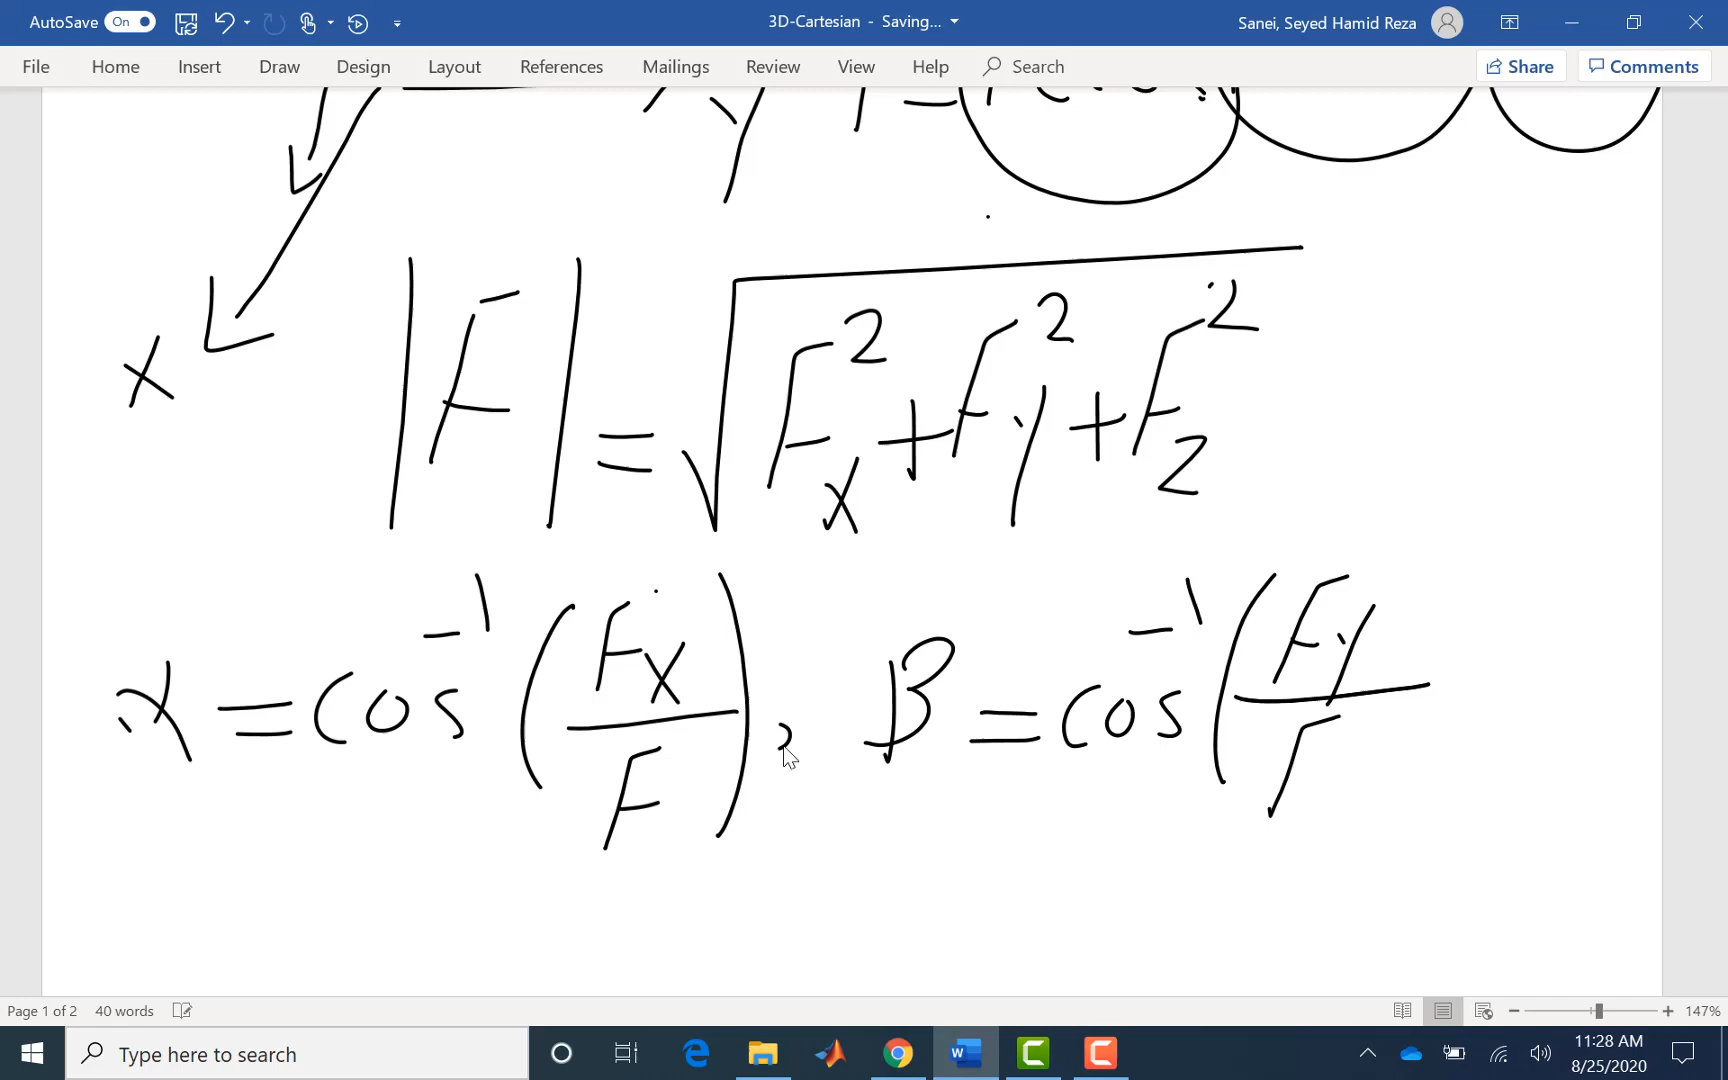 AutoSave On 3D-Cartesian - Saving... Sanei, Seyed Hamid Reza
File Home Insert Draw Design Layout References Mailings Review View Help Search Share Comments
x
|F| = √(Fx² + Fy² + Fz²)
α = cos⁻¹(Fx/F), β = cos⁻¹(Fy/F
Page 1 of 2 40 words 147%
Type here to search 11:28 AM
8/25/2020